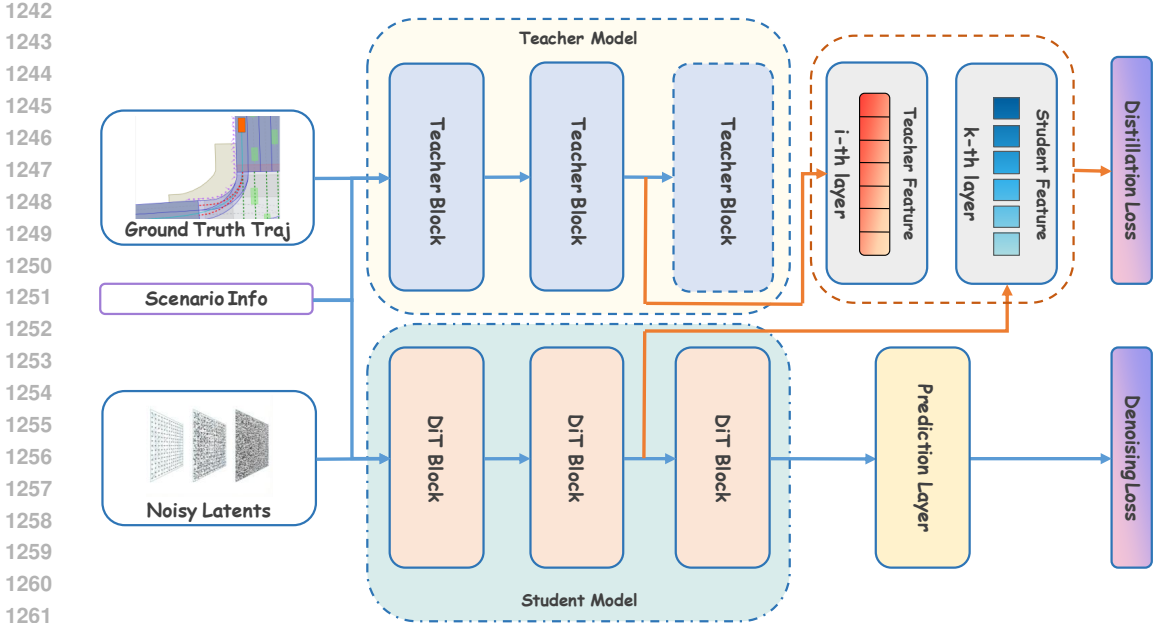 1242
1243
1244
1245
1246
1247
1248
1249
1250
1251
1252
1253
1254
1255
1256
1257
1258
1259
1260
1261
Teacher Model
Teacher Block
Teacher Block
Teacher Block
Ground Truth Traj
Scenario Info
Noisy Latents
Teacher Feature
i-th layer
Student Feature
k-th layer
Distillation Loss
DiT Block
DiT Block
DiT Block
Student Model
Prediction Layer
Denoising Loss